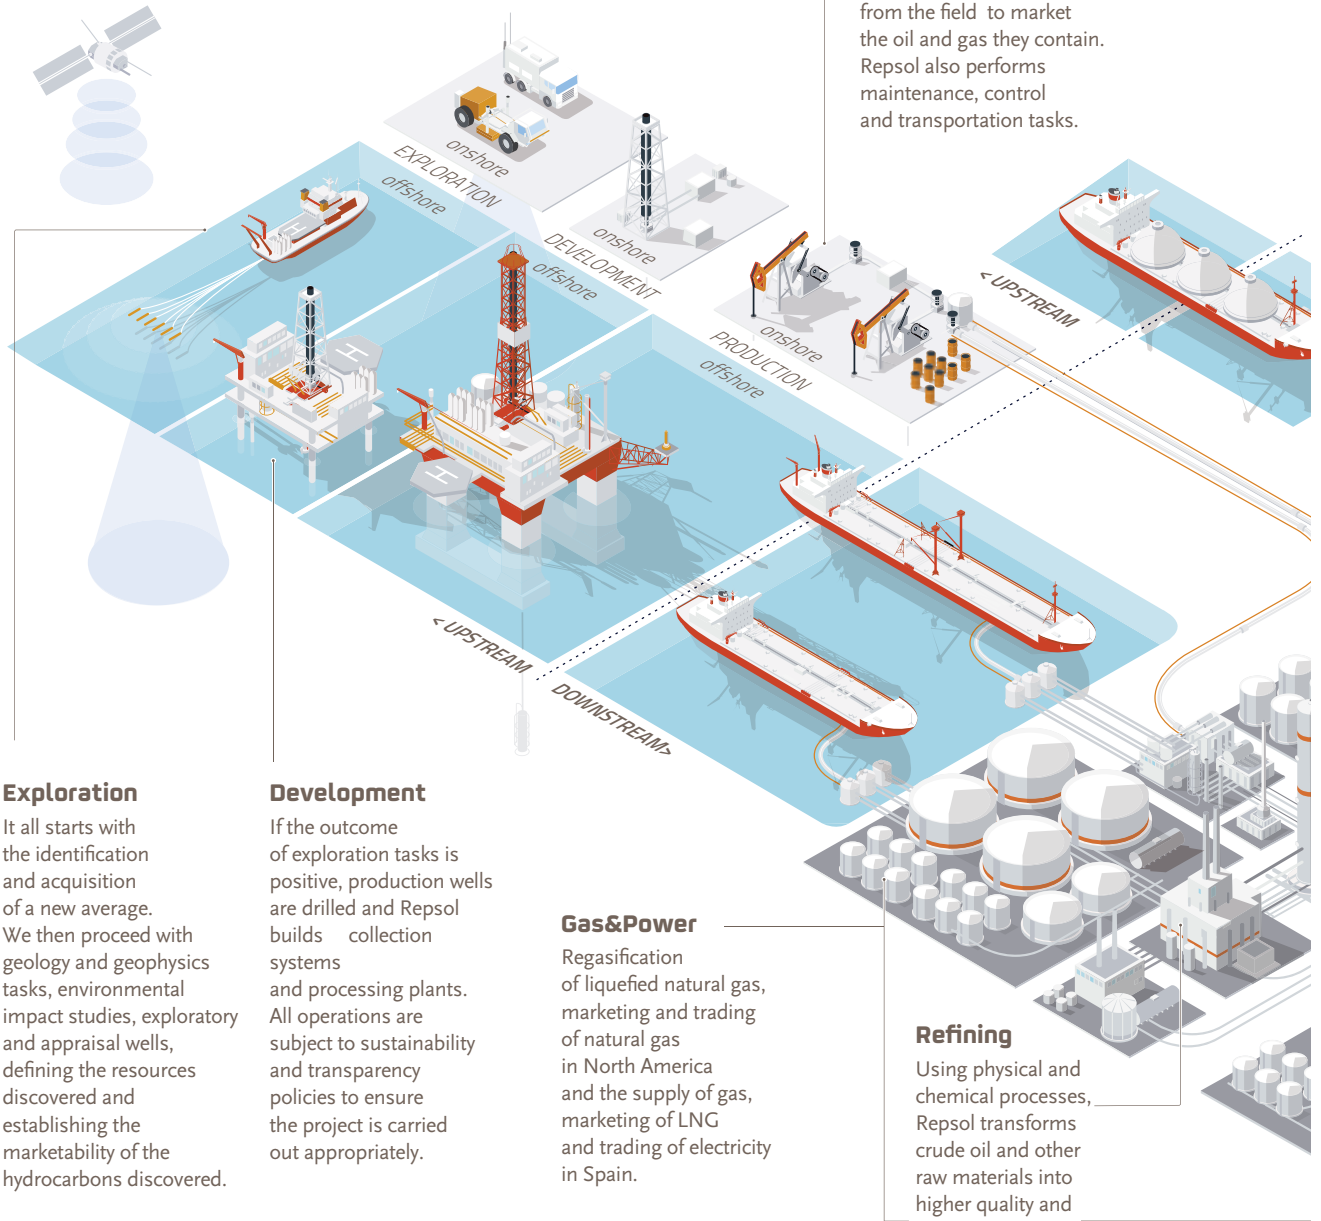 from the field to market
the oil and gas they contain.
Repsol also performs
maintenance, control
and transportation tasks.
onshore
EXPLORATION
offshore
onshore
DEVELOPMENT
offshore
onshore
PRODUCTION
offshore
< UPSTREAM
< UPSTREAM
DOWNSTREAM>
H
H
H
Exploration
It all starts with
the identification
and acquisition
of a new average.
We then proceed with
geology and geophysics
tasks, environmental
impact studies, exploratory
and appraisal wells,
defining the resources
discovered and
establishing the
marketability of the
hydrocarbons discovered.
Development
If the outcome
of exploration tasks is
positive, production wells
are drilled and Repsol
builds collection
systems
and processing plants.
All operations are
subject to sustainability
and transparency
policies to ensure
the project is carried
out appropriately.
Gas&Power
Regasification
of liquefied natural gas,
marketing and trading
of natural gas
in North America
and the supply of gas,
marketing of LNG
and trading of electricity
in Spain.
Refining
Using physical and
chemical processes,
Repsol transforms
crude oil and other
raw materials into
higher quality and